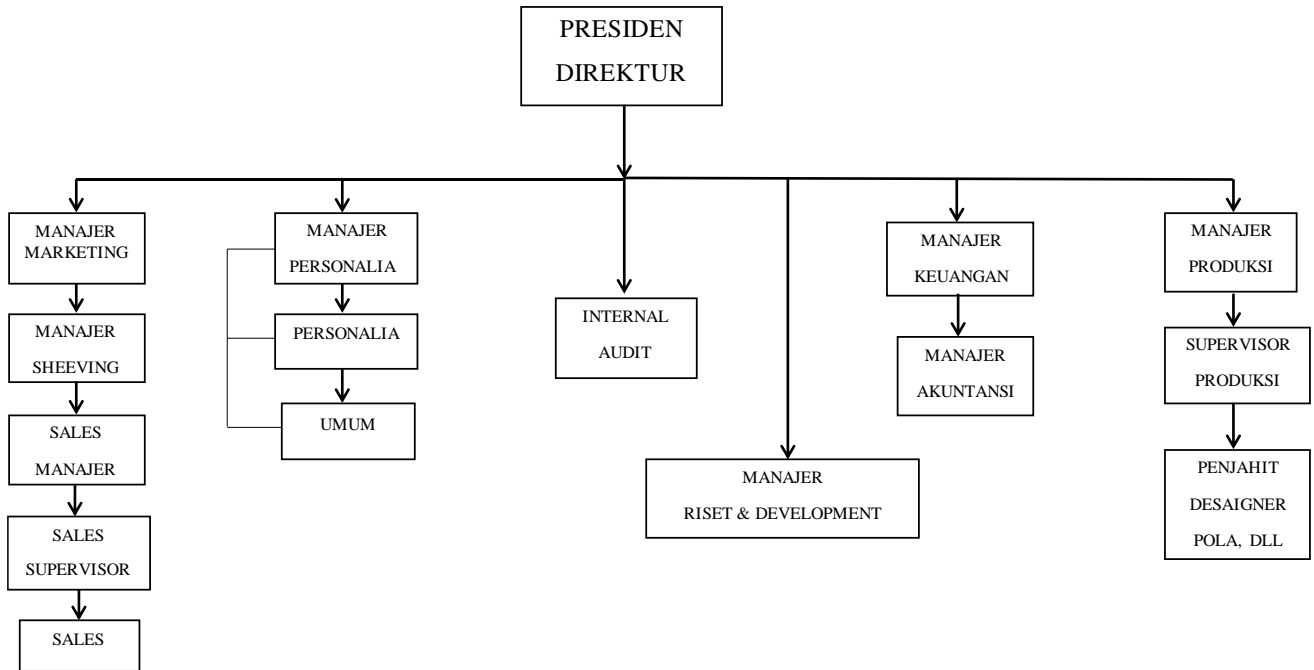 PRESIDEN
DIREKTUR
MANAJER
MARKETING
MANAJER
SHEEVING
SALES
MANAJER
SALES
SUPERVISOR
SALES
MANAJER
PERSONALIA
PERSONALIA
UMUM
INTERNAL
AUDIT
MANAJER
RISET & DEVELOPMENT
MANAJER
KEUANGAN
MANAJER
AKUNTANSI
MANAJER
PRODUKSI
SUPERVISOR
PRODUKSI
PENJAHIT
DESAIGNER
POLA, DLL